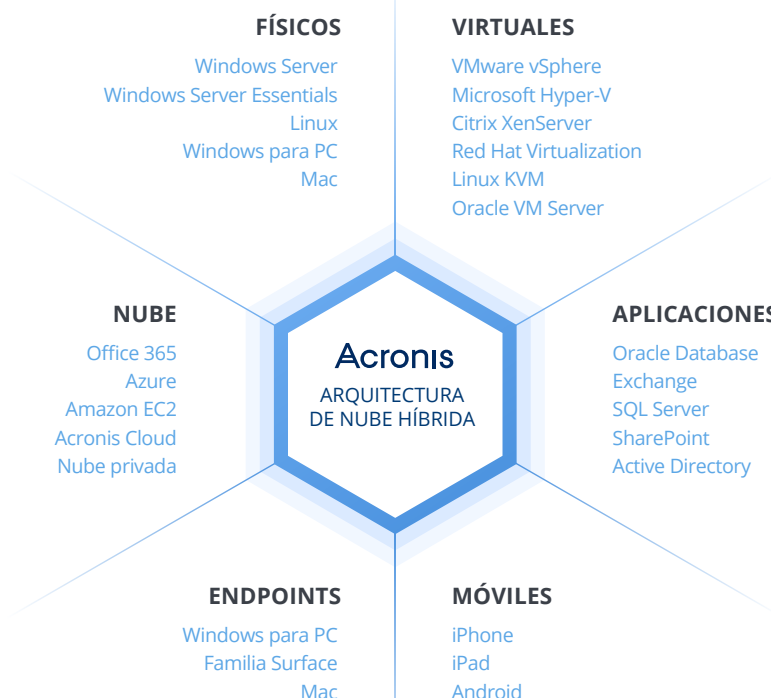 FÍSICOS
Windows Server
Windows Server Essentials
Linux
Windows para PC
Mac
VIRTUALES
VMware vSphere
Microsoft Hyper-V
Citrix XenServer
Red Hat Virtualization
Linux KVM
Oracle VM Server
NUBE
Office 365
Azure
Amazon EC2
Acronis Cloud
Nube privada
Acronis
ARQUITECTURA
DE NUBE HÍBRIDA
APLICACIONES
Oracle Database
Exchange
SQL Server
SharePoint
Active Directory
ENDPOINTS
Windows para PC
Familia Surface
Mac
MÓVILES
iPhone
iPad
Android